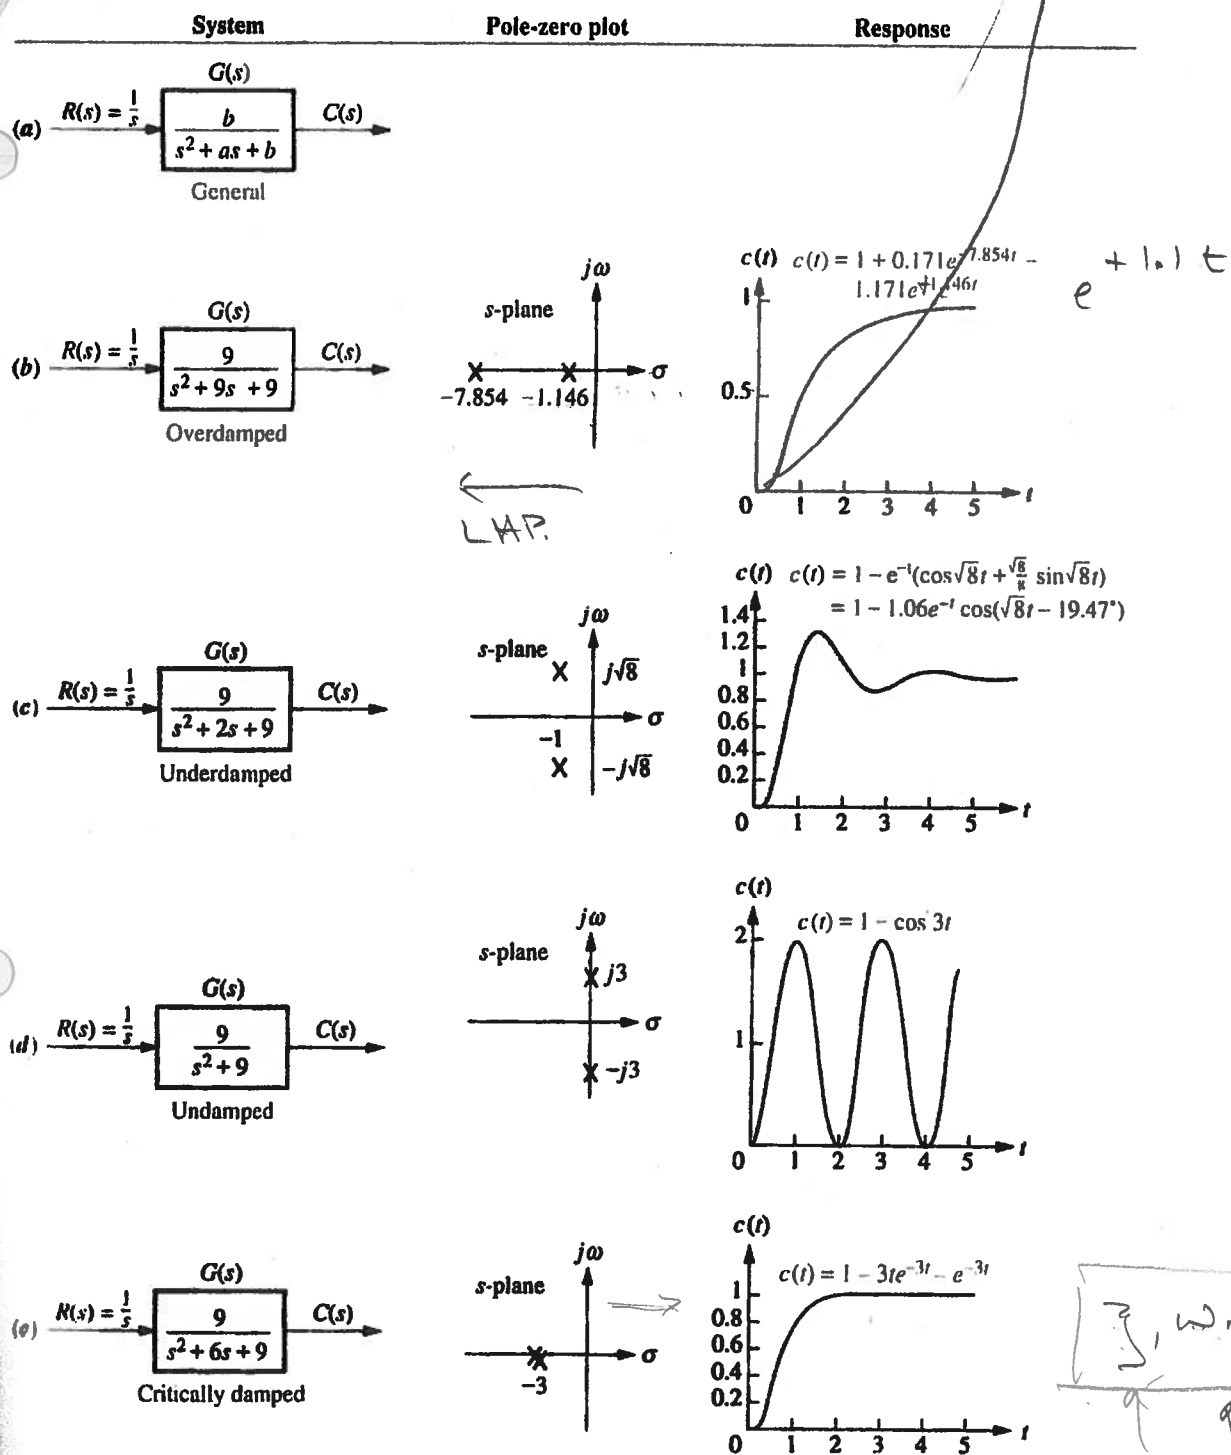 System Pole-zero plot Response
G(s)
(a) R(s) = 1/s b/(s² + as + b) C(s)
General
G(s)
(b) R(s) = 1/s 9/(s² + 9s + 9) C(s)
Overdamped
jω
s-plane
σ
-7.854 -1.146
LHP.
c(t) c(t) = 1 + 0.171e⁻⁷·⁸⁵⁴ᵗ –
1.171e
e^{+1.1t}
1
0.5
0 1 2 3 4 5 t
G(s)
(c) R(s) = 1/s 9/(s² + 2s + 9) C(s)
Underdamped
jω
s-plane j√8
σ
-1
-j√8
c(t) c(t) = 1 – e⁻ᵗ(cos√8t + √8/8 sin√8t)
= 1 – 1.06e⁻ᵗ cos(√8t – 19.47°)
1.4
1.2
1
0.8
0.6
0.4
0.2
0 1 2 3 4 5 t
G(s)
(d) R(s) = 1/s 9/(s² + 9) C(s)
Undamped
jω
s-plane
j3
σ
-j3
c(t)
c(t) = 1 – cos 3t
2
1
0 1 2 3 4 5 t
G(s)
(e) R(s) = 1/s 9/(s² + 6s + 9) C(s)
Critically damped
jω
s-plane
σ
-3
c(t)
c(t) = 1 – 3te⁻³ᵗ – e⁻³ᵗ
1
0.8
0.6
0.4
0.2
0 1 2 3 4 5 t